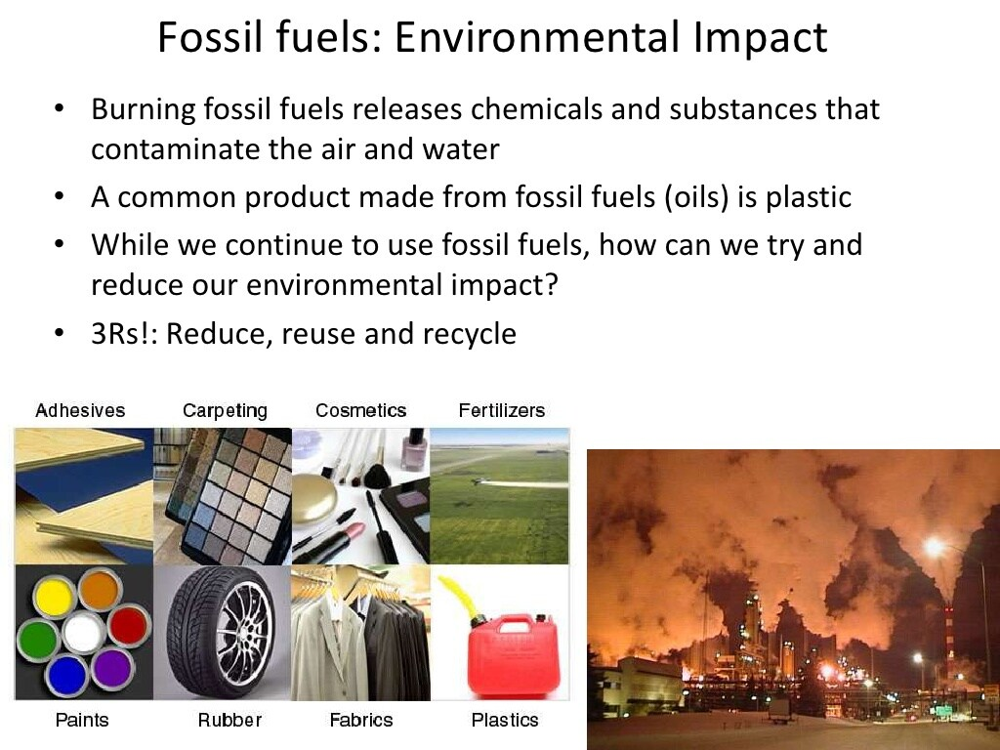 Fossil fuels: Environmental Impact
• Burning fossil fuels releases chemicals and substances that
contaminate the air and water
• A common product made from fossil fuels (oils) is plastic
• While we continue to use fossil fuels, how can we try and
reduce our environmental impact?
• 3Rs!: Reduce, reuse and recycle
Adhesives Carpeting Cosmetics Fertilizers
Paints Rubber Fabrics Plastics